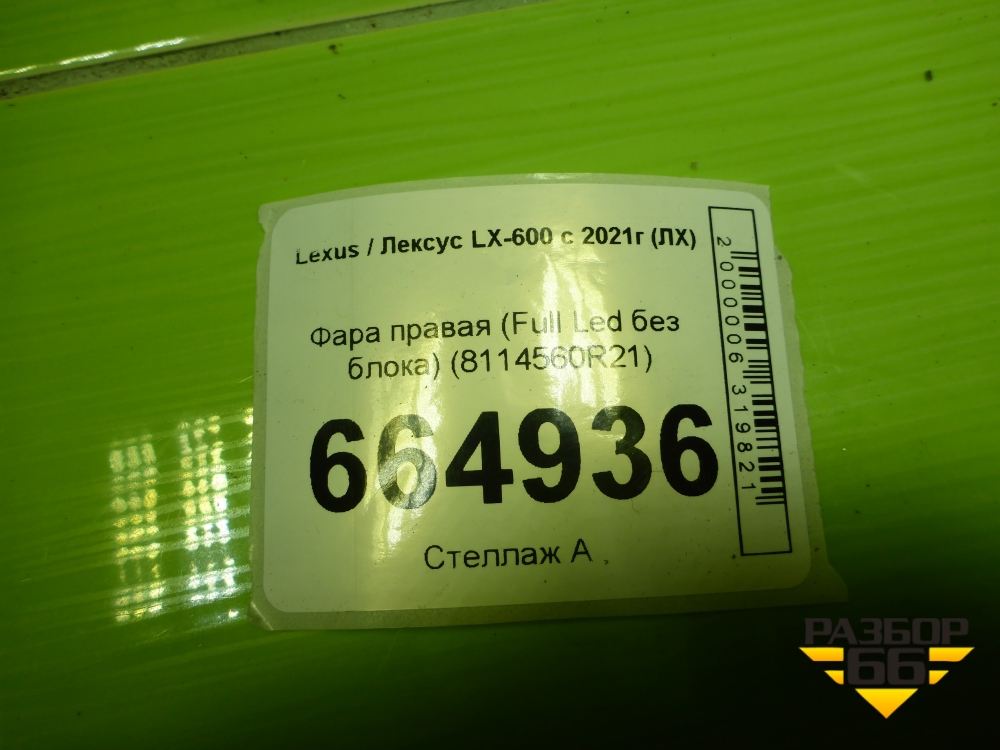 Lexus / Лексус LX-600 с 2021г (ЛХ)
Фара правая (Full Led без
блока) (8114560R21)
664936
Стеллаж А
2000006319821
РАЗБОР
66